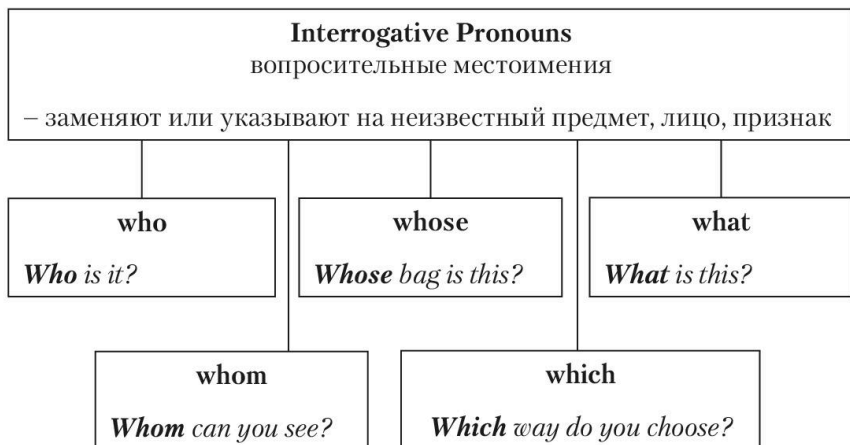 Interrogative Pronouns
вопросительные местоимения
– заменяют или указывают на неизвестный предмет, лицо, признак
who
Who is it?
whose
Whose bag is this?
what
What is this?
whom
Whom can you see?
which
Which way do you choose?